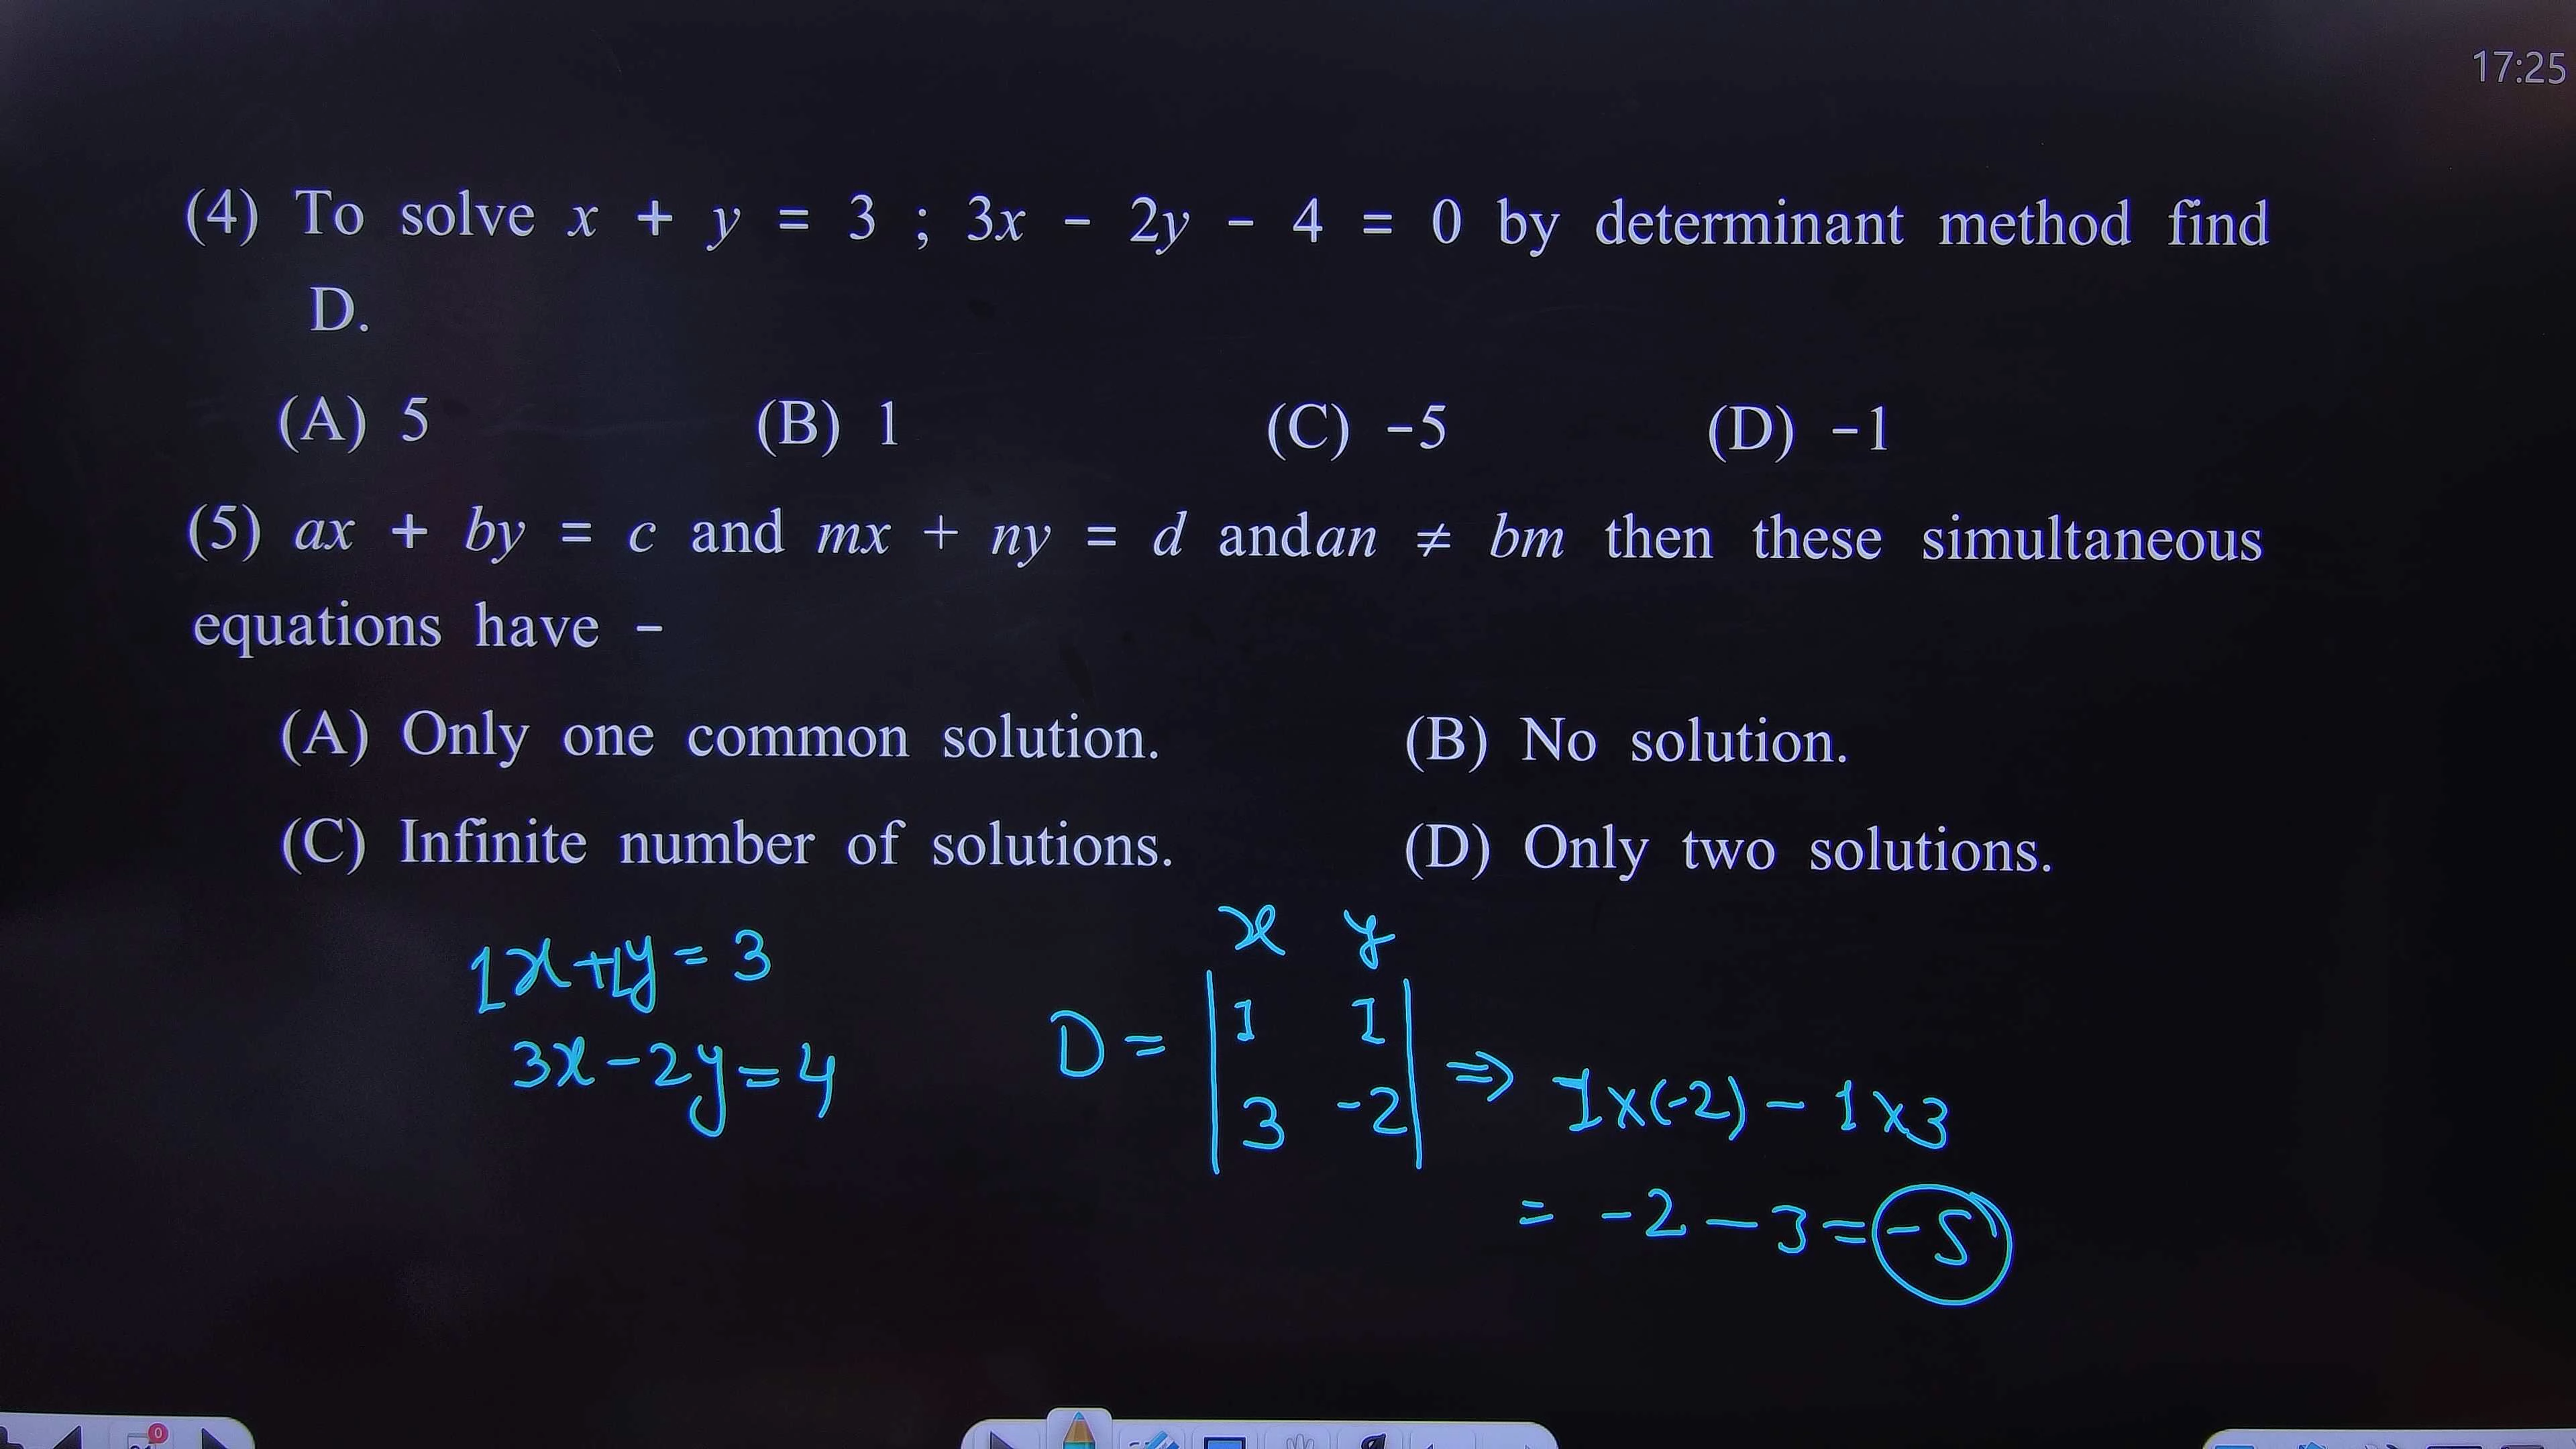 17:25
(4) To solve x + y = 3 ; 3x - 2y - 4 = 0 by determinant method find
D.
(A) 5 (B) 1 (C) -5 (D) -1
(5) ax + by = c and mx + ny = d andan ≠ bm then these simultaneous
equations have -
(A) Only one common solution. (B) No solution.
(C) Infinite number of solutions. (D) Only two solutions.
1x+1y=3
3x-2y=4
x y
D = | 1 1 |
| 3 -2 | ⇒ 1x(-2) - 1x3
= -2-3=-5
0